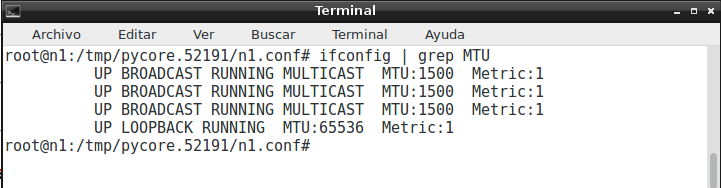 Terminal
Archivo Editar Ver Buscar Terminal Ayuda
root@n1:/tmp/pycore.52191/n1.conf# ifconfig | grep MTU
          UP BROADCAST RUNNING MULTICAST  MTU:1500  Metric:1
          UP BROADCAST RUNNING MULTICAST  MTU:1500  Metric:1
          UP BROADCAST RUNNING MULTICAST  MTU:1500  Metric:1
          UP LOOPBACK RUNNING  MTU:65536  Metric:1
root@n1:/tmp/pycore.52191/n1.conf#